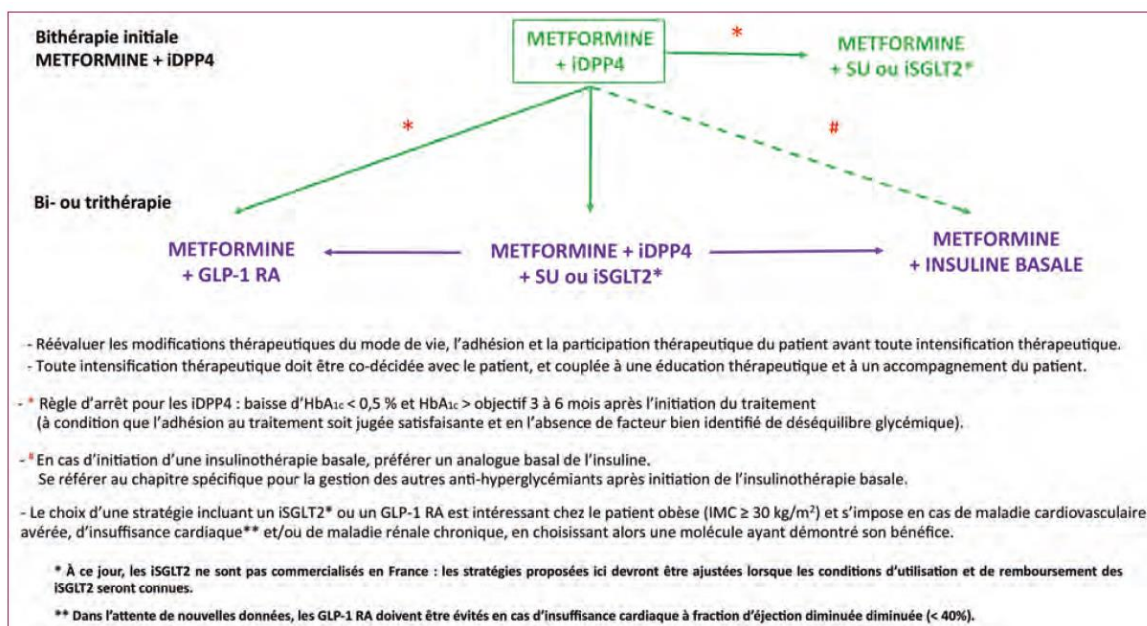 Bithérapie initiale
METFORMINE + iDPP4
METFORMINE
+ iDPP4
*
METFORMINE
+ SU ou iSGLT2*
*
#
Bi- ou trithérapie
METFORMINE
+ GLP-1 RA
METFORMINE + iDPP4
+ SU ou iSGLT2*
METFORMINE
+ INSULINE BASALE
- Réévaluer les modifications thérapeutiques du mode de vie, l’adhésion et la participation thérapeutique du patient avant toute intensification thérapeutique.
- Toute intensification thérapeutique doit être co-décidée avec le patient, et couplée à une éducation thérapeutique et à un accompagnement du patient.
- * Règle d’arrêt pour les iDPP4 : baisse d’HbA1c < 0,5 % et HbA1c > objectif 3 à 6 mois après l’initiation du traitement
(à condition que l’adhésion au traitement soit jugée satisfaisante et en l’absence de facteur bien identifié de déséquilibre glycémique).
- # En cas d’initiation d’une insulinothérapie basale, préférer un analogue basal de l’insuline.
Se référer au chapitre spécifique pour la gestion des autres anti-hyperglycémiants après initiation de l’insulinothérapie basale.
- Le choix d’une stratégie incluant un iSGLT2* ou un GLP-1 RA est intéressant chez le patient obèse (IMC ≥ 30 kg/m²) et s’impose en cas de maladie cardiovasculaire
avérée, d’insuffisance cardiaque** et/ou de maladie rénale chronique, en choisissant alors une molécule ayant démontré son bénéfice.
* À ce jour, les iSGLT2 ne sont pas commercialisés en France : les stratégies proposées ici devront être ajustées lorsque les conditions d’utilisation et de remboursement des
iSGLT2 seront connues.
** Dans l’attente de nouvelles données, les GLP-1 RA doivent être évités en cas d’insuffisance cardiaque à fraction d’éjection diminuée diminuée (< 40%).